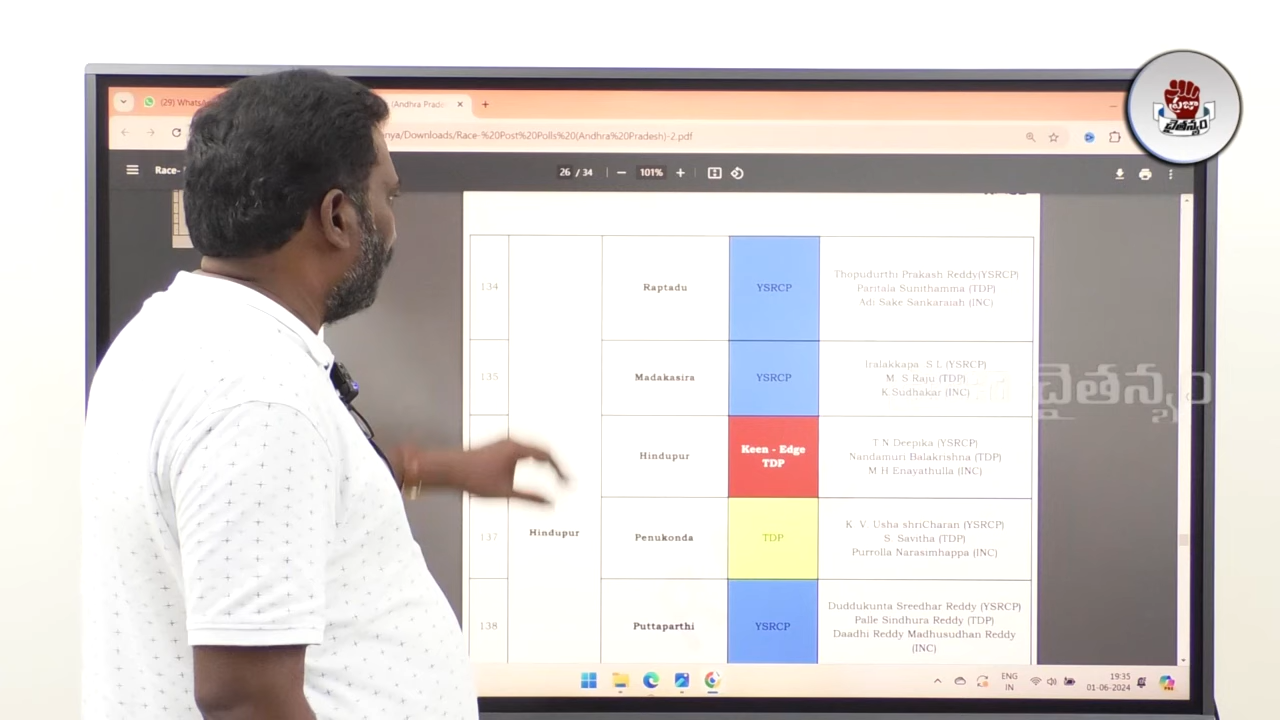 (29) WhatsA
(Andhra Prade
nya/Downloads/Race-%20Post%20Polls%20(Andhra%20Pradesh)-2.pdf
ప్రజా
చైతన్యం
Race-
26 / 34
101%
134
Raptadu
YSRCP
Thopudurthi Prakash Reddy(YSRCP)
Paritala Sunithamma (TDP)
Adi Sake Sankaraiah (INC)
135
Madakasira
YSRCP
Iralakkapa S L (YSRCP)
M S Raju (TDP)
K Sudhakar (INC)
చైతన్యం
Hindupur
Keen - Edge
TDP
T N Deepika (YSRCP)
Nandamuri Balakrishna (TDP)
M H Enayathulla (INC)
137
Hindupur
Penukonda
TDP
K. V. Usha shriCharan (YSRCP)
S. Savitha (TDP)
Purrolla Narasimhappa (INC)
138
Puttaparthi
YSRCP
Duddukunta Sreedhar Reddy (YSRCP)
Palle Sindhura Reddy (TDP)
Daadhi Reddy Madhusudhan Reddy
(INC)
ENG
IN
19:35
01-06-2024